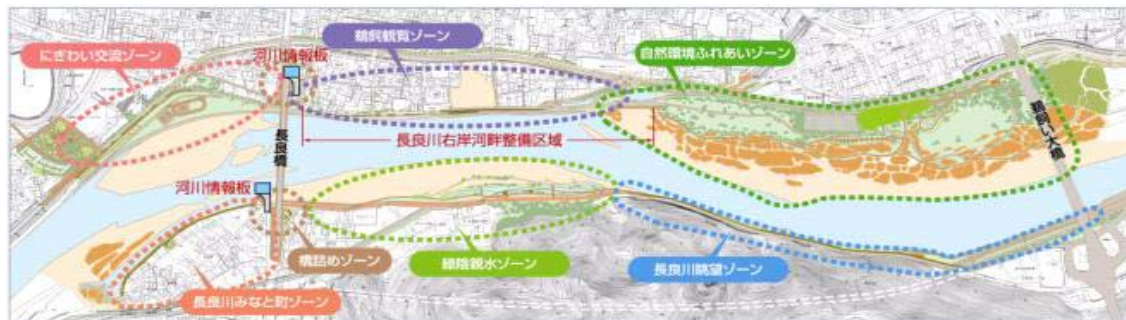 にぎわい交流ゾーン
河川情報板
鵜飼観覧ゾーン
自然環境ふれあいゾーン
長良橋
長良川右岸河畔整備区域
鵜飼い大橋
河川情報板
橋詰めゾーン
緑陰親水ゾーン
長良川眺望ゾーン
長良川みなと町ゾーン